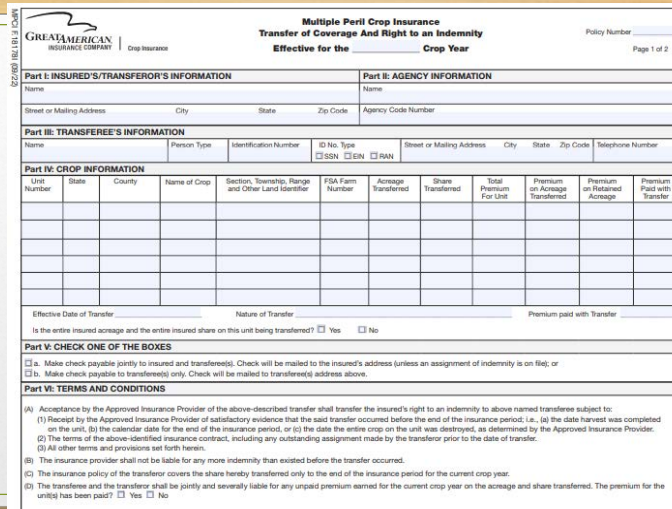 MPCI E 1817BI (09/22)
GREATAMERICAN
INSURANCE COMPANY
Crop Insurance
Multiple Peril Crop Insurance
Transfer of Coverage And Right to an Indemnity
Effective for the Crop Year
Policy Number
Page 1 of 2
Part I: INSURED'S/TRANSFEROR'S INFORMATION
Name
Street or Mailing Address City State Zip Code
Part II: AGENCY INFORMATION
Name
Agency Code Number
Part III: TRANSFEREE'S INFORMATION
Name Person Type Identification Number ID No. Type Street or Mailing Address City State Zip Code Telephone Number
SSN EIN RAN
Part IV: CROP INFORMATION
Unit Number State County Name of Crop Section, Township, Range and Other Land Identifier FSA Farm Number Acreage Transferred Share Transferred Total Premium For Unit Premium on Acreage Transferred Premium on Retained Acreage Premium Paid with Transfer
Effective Date of Transfer Nature of Transfer Premium paid with Transfer
Is the entire insured acreage and the entire insured share on this unit being transferred? Yes No
Part V: CHECK ONE OF THE BOXES
a. Make check payable jointly to insured and transferee(s). Check will be mailed to the insured's address (unless an assignment of indemnity is on file); or
b. Make check payable to transferee(s) only. Check will be mailed to transferee(s) address above.
Part VI: TERMS AND CONDITIONS
(A) Acceptance by the Approved Insurance Provider of the above-described transfer shall transfer the insured's right to an indemnity to above named transferee subject to:
(1) Receipt by the Approved Insurance Provider of satisfactory evidence that the said transfer occurred before the end of the insurance period; i.e., (a) the date harvest was completed
on the unit, (b) the calendar date for the end of the insurance period, or (c) the date the entire crop on the unit was destroyed, as determined by the Approved Insurance Provider.
(2) The terms of the above-identified insurance contract, including any outstanding assignment made by the transferor prior to the date of transfer.
(3) All other terms and provisions set forth herein.
(B) The insurance provider shall not be liable for any more indemnity than existed before the transfer occurred.
(C) The insurance policy of the transferor covers the share hereby transferred only to the end of the insurance period for the current crop year.
(D) The transferee and the transferor shall be jointly and severally liable for any unpaid premium earned for the current crop year on the acreage and share transferred. The premium for the
unit(s) has been paid? Yes No